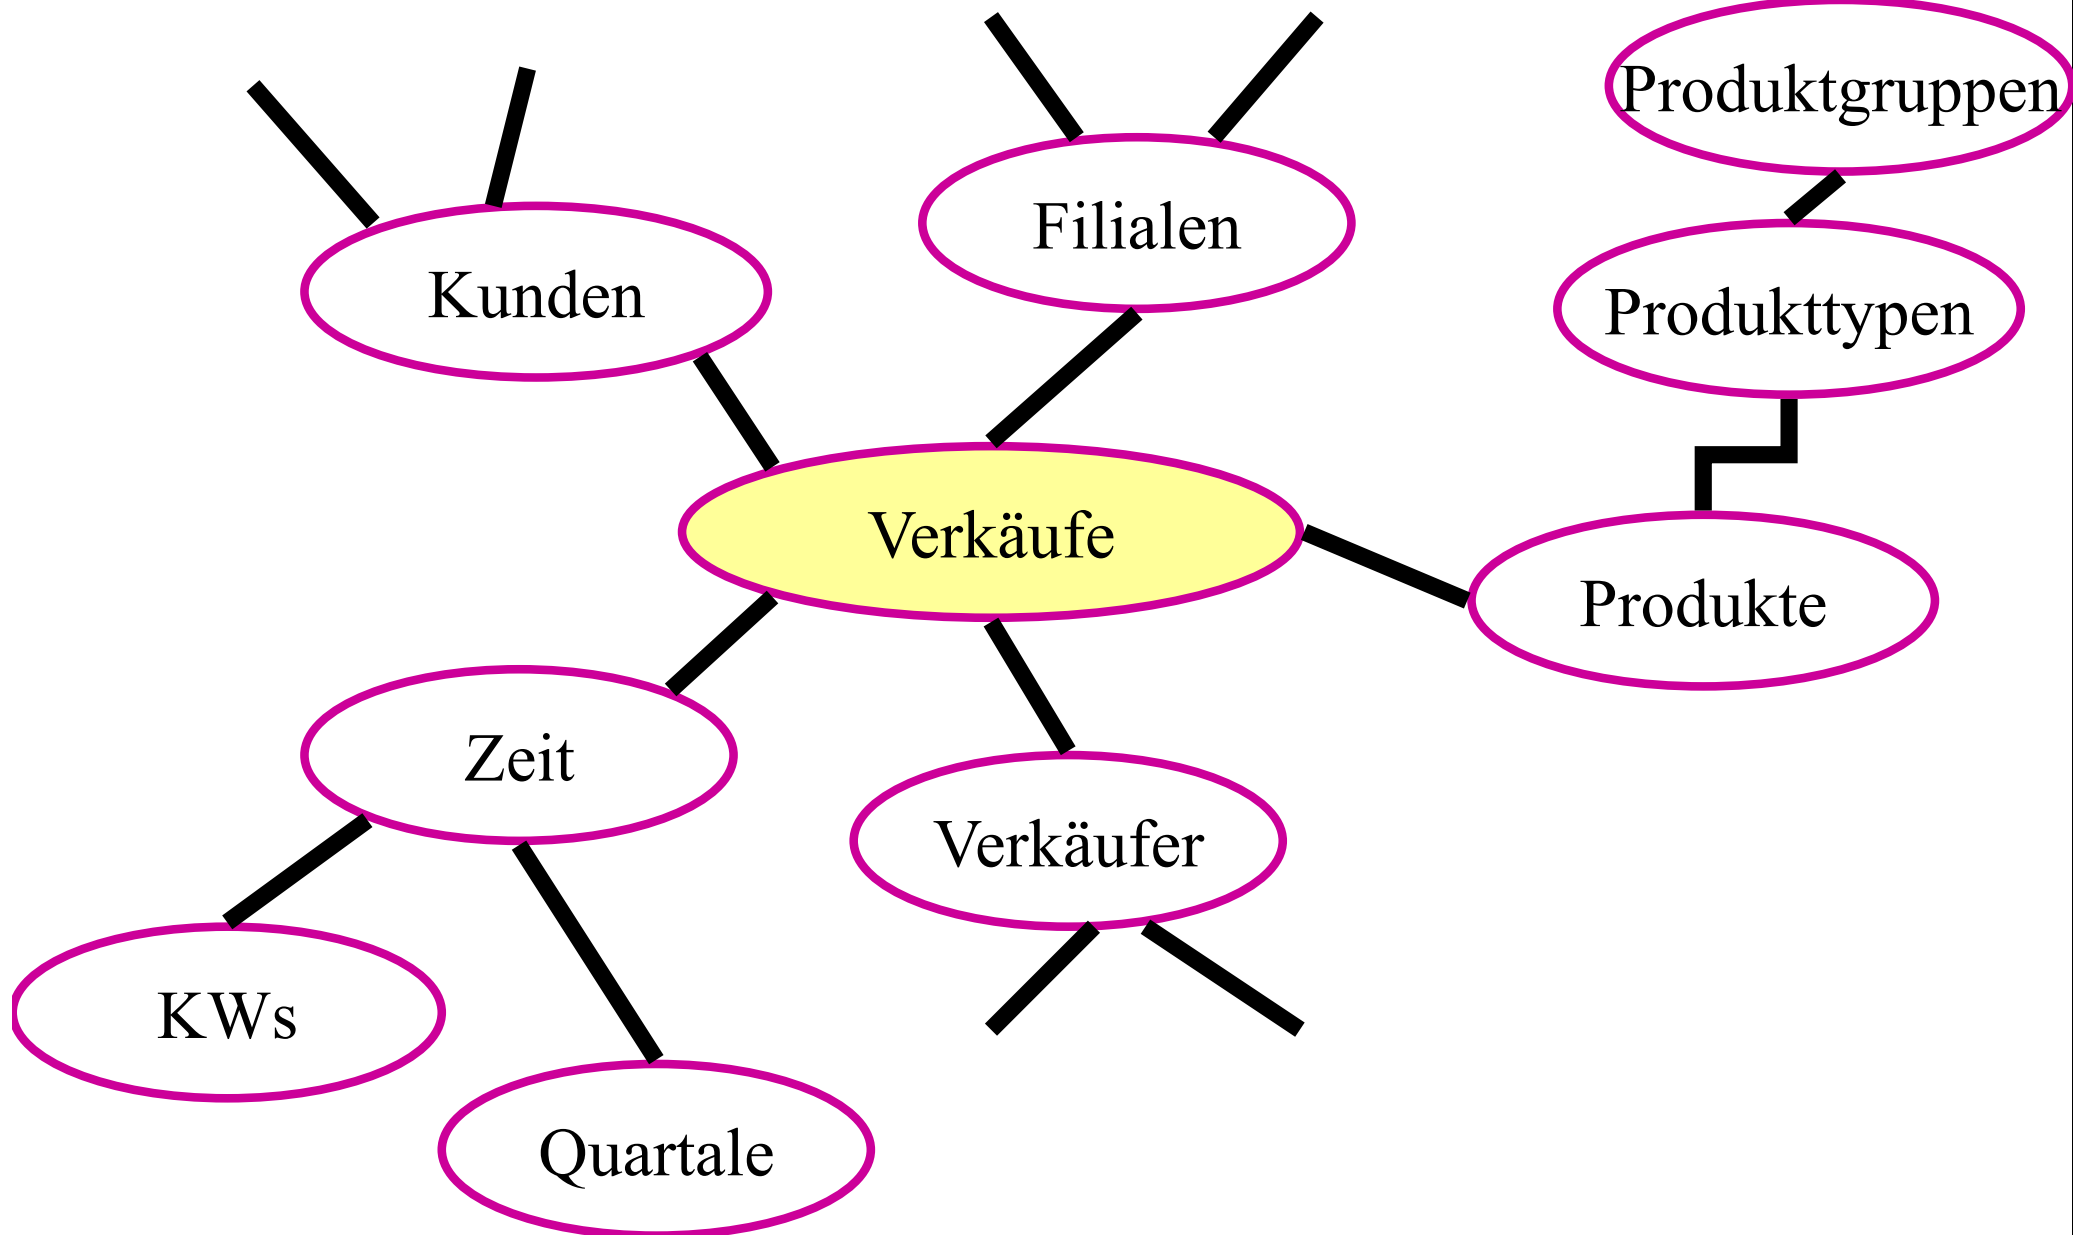 Produktgruppen
Filialen
Kunden
Produkttypen
Verkäufe
Produkte
Zeit
Verkäufer
KWs
Quartale